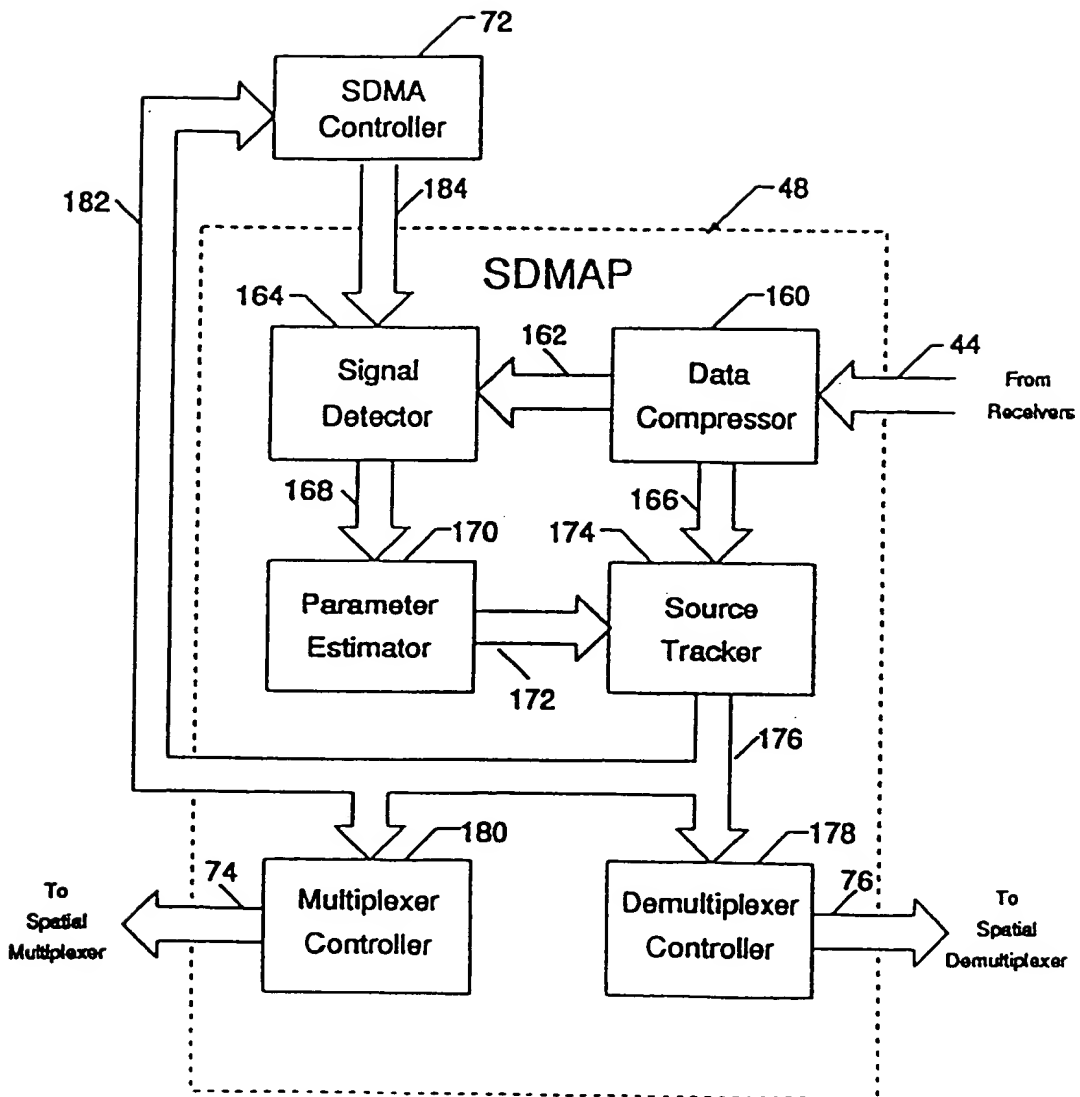 72
SDMA
Controller
182
184
48
SDMAP
164
160
162
44
Signal
Detector
Data
Compressor
From
Receivers
168
166
170
174
Parameter
Estimator
Source
Tracker
172
176
180
178
To
Spatial
Multiplexer
74
Multiplexer
Controller
Demultiplexer
Controller
76
To
Spatial
Demultiplexer